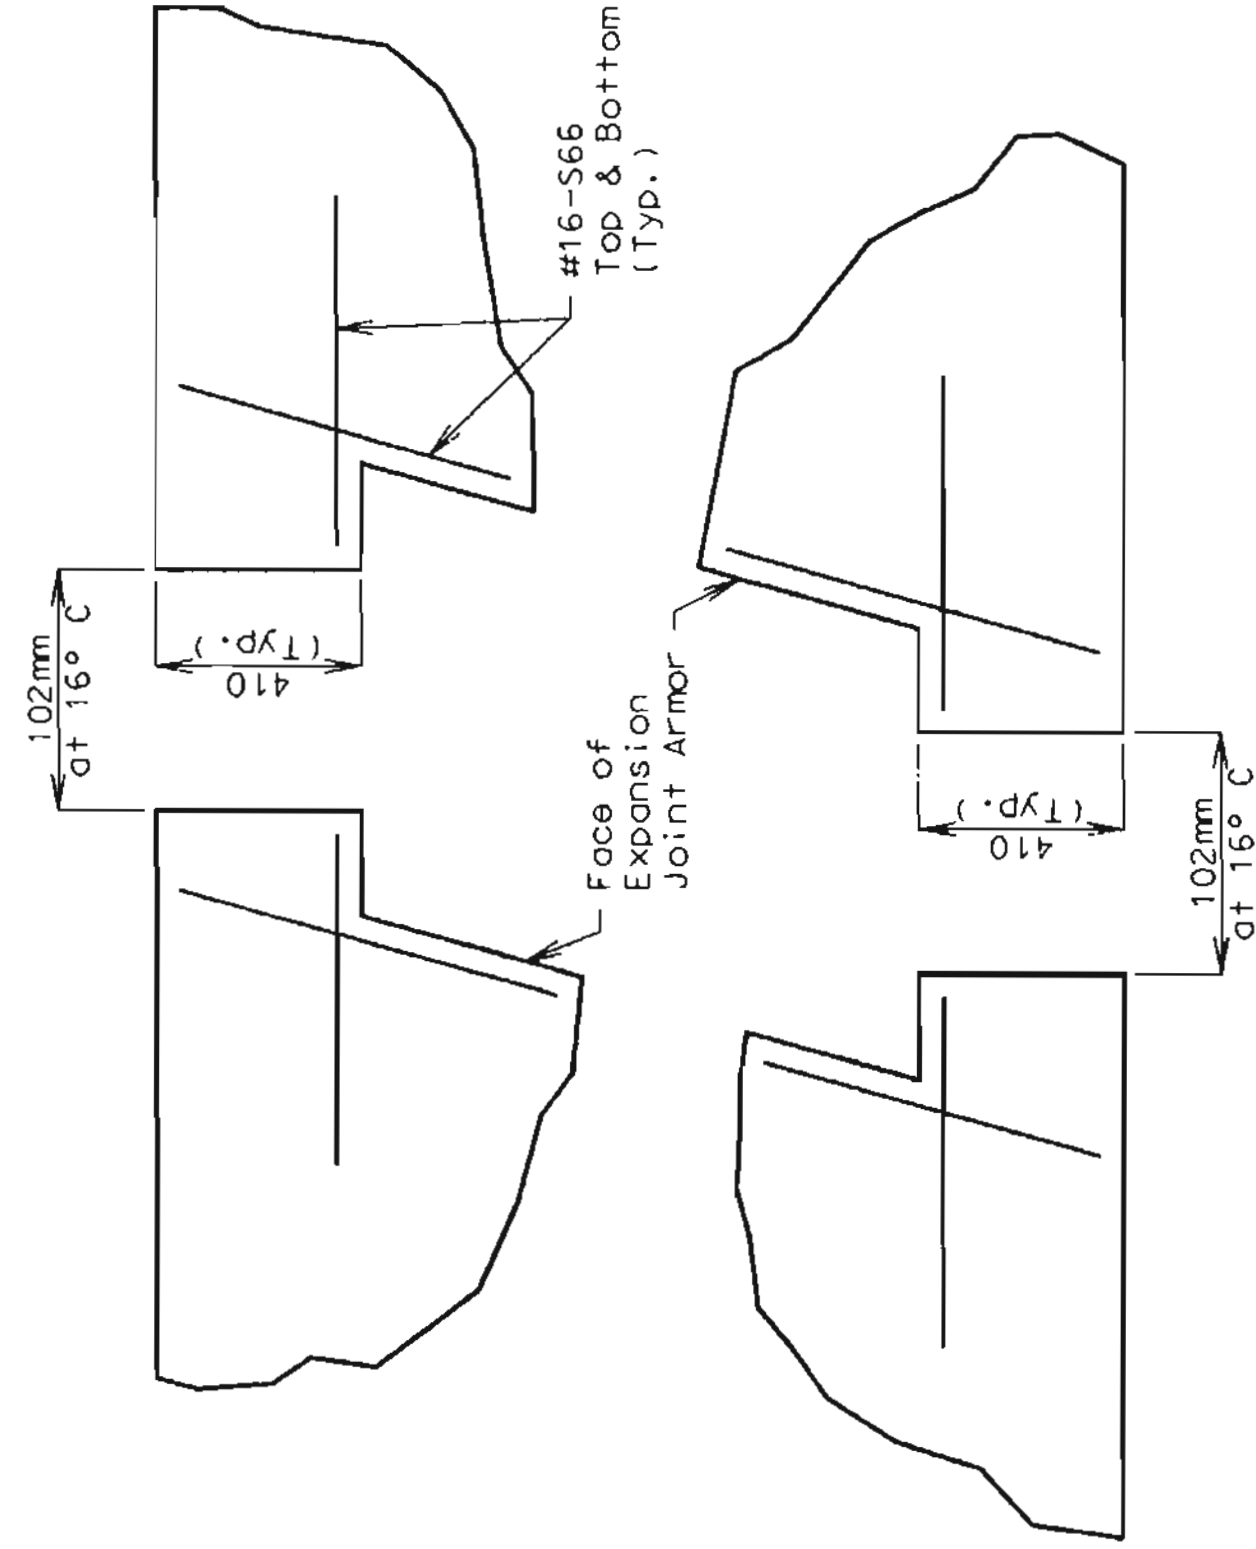 102mm
at 16° C
410
(Typ.)
#16-S66
Top & Bottom
(Typ.)
Face of
Expansion
Joint Armor
410
(Typ.)
102mm
at 16° C